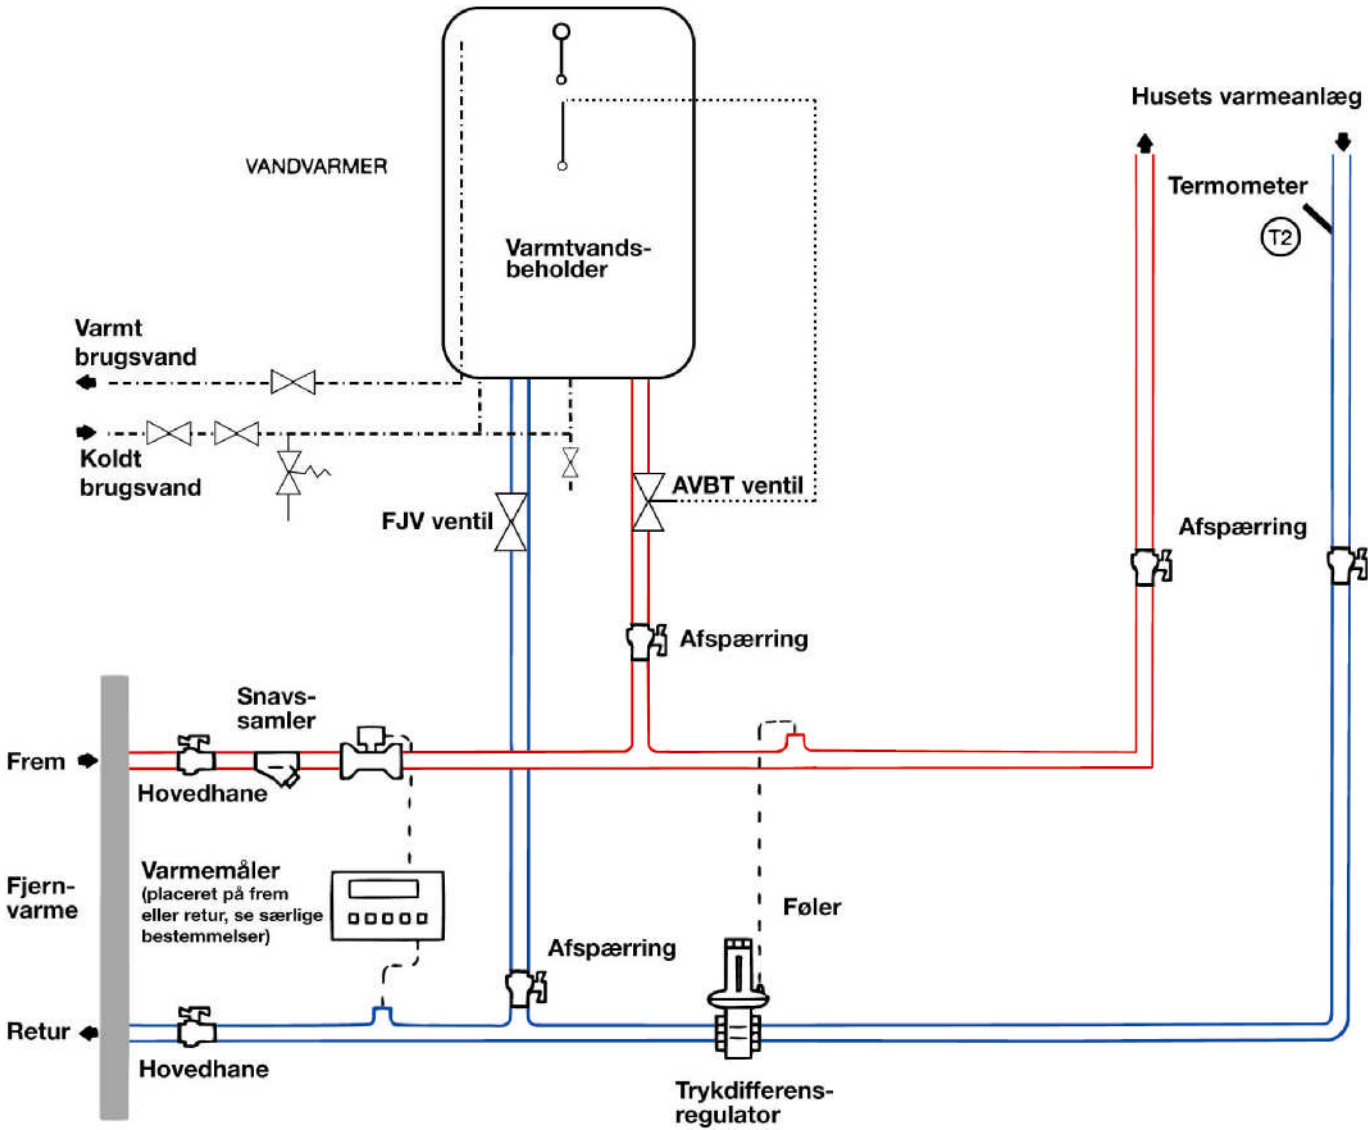 Husets varmeanlæg
Termometer
T2
VANDVARMER
Varmtvands-
beholder
Varmt
brugsvand
Koldt
brugsvand
FJV ventil
AVBT ventil
Afspærring
Afspærring
Snavs-
samler
Frem
Hovedhane
Varmemåler
(placeret på frem
eller retur, se særlige
bestemmelser)
Fjern-
varme
Føler
Afspærring
Retur
Hovedhane
Trykdifferens-
regulator